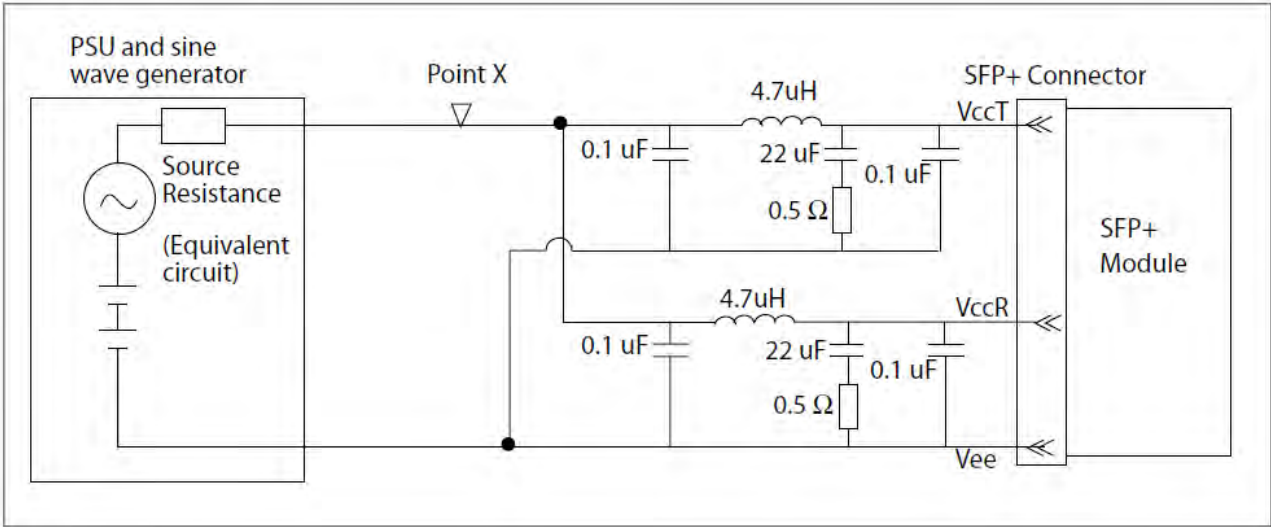 PSU and sine
wave generator
Point X
SFP+ Connector
4.7uH
VccT
0.1 uF
22 uF
0.1 uF
Source
Resistance
0.5 Ω
(Equivalent
circuit)
SFP+
Module
4.7uH
VccR
0.1 uF
22 uF
0.1 uF
0.5 Ω
Vee